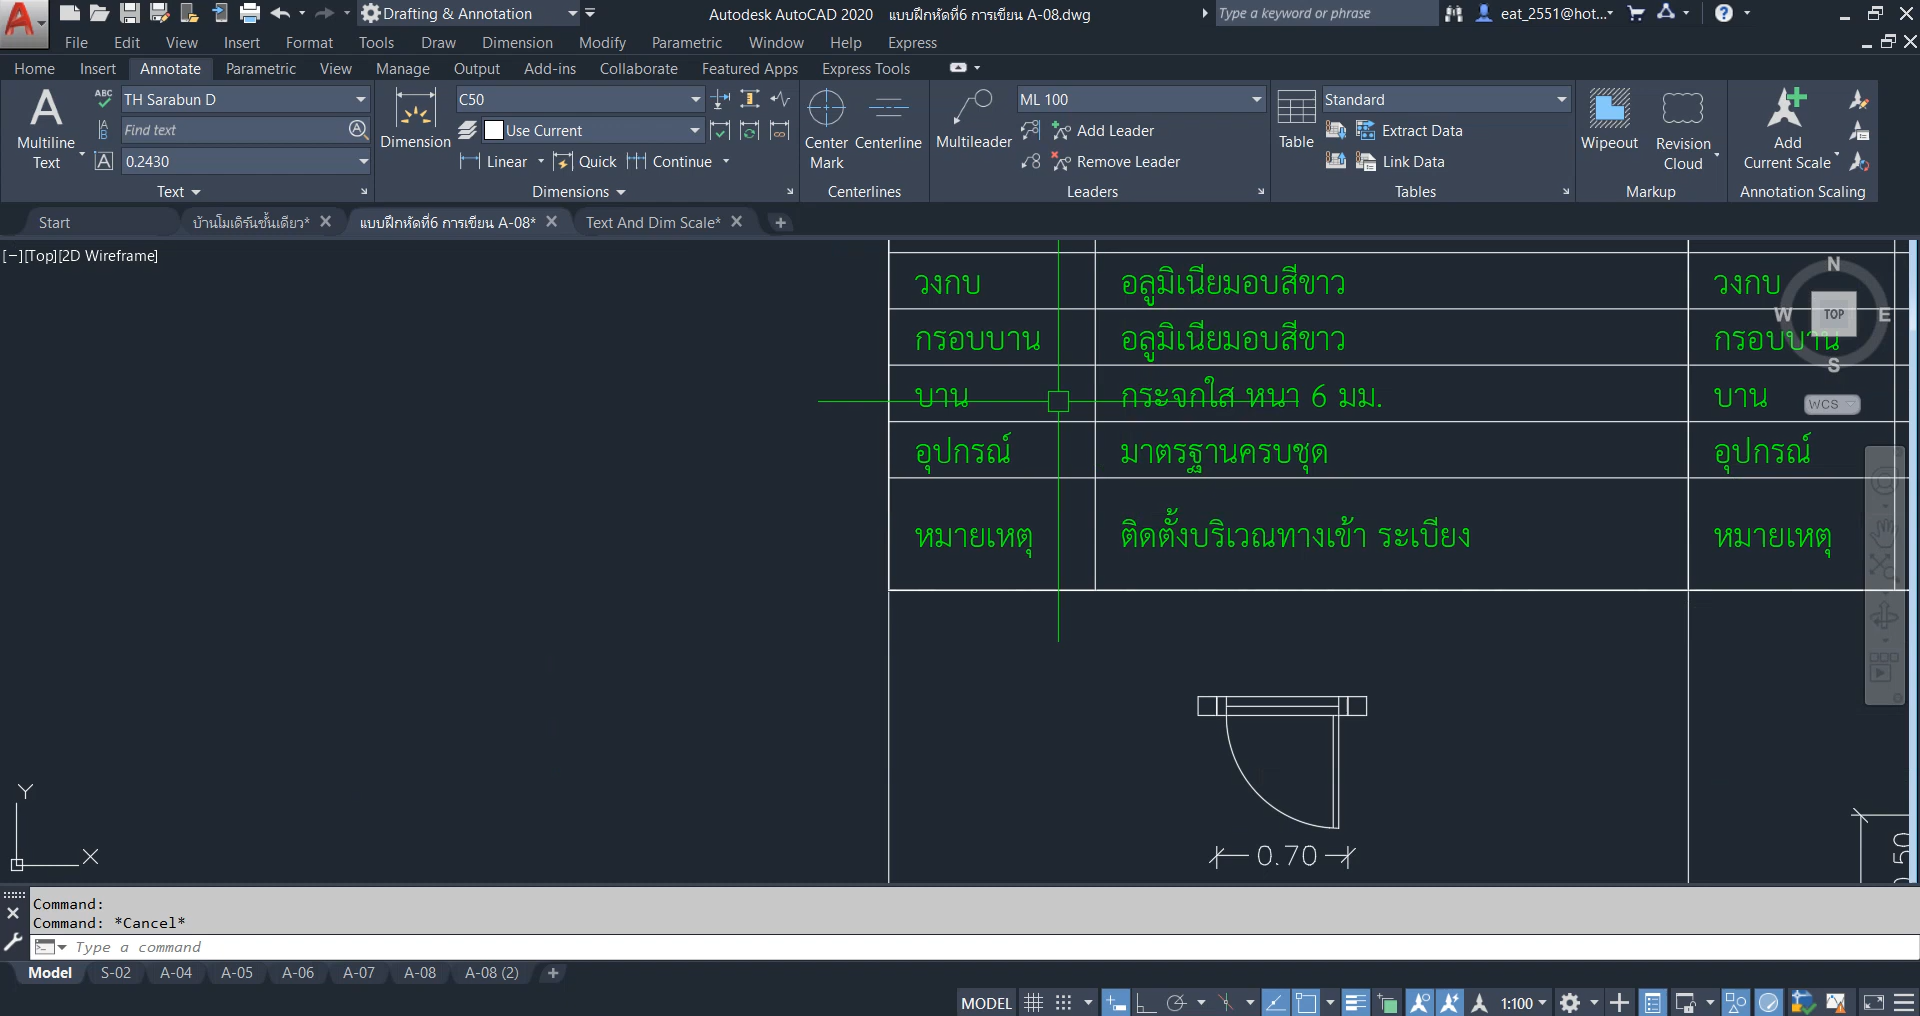 Drafting & Annotation
Autodesk AutoCAD 2020 แบบฝึกหัดที่6 การเขียน A-08.dwg
Type a keyword or phrase
eat_2551@hot...
File Edit View Insert Format Tools Draw Dimension Modify Parametric Window Help Express
Home Insert Annotate Parametric View Manage Output Add-ins Collaborate Featured Apps Express Tools
Multiline Text
ABC
TH Sarabun D
Find text
0.2430
Text
Dimension
C50
Use Current
Linear Quick Continue
Dimensions
Center Mark
Centerline
Centerlines
Multileader
ML 100
Add Leader
Remove Leader
Leaders
Table
Standard
Extract Data
Link Data
Tables
Wipeout
Revision Cloud
Markup
Add Current Scale
Annotation Scaling
Start
บ้านโมเดิร์นชั้นเดียว*
แบบฝึกหัดที่6 การเขียน A-08*
Text And Dim Scale*
[−][Top][2D Wireframe]
วงกบ อลูมิเนียมอบสีขาว วงกบ
กรอบบาน อลูมิเนียมอบสีขาว กรอบบาน
บาน กระจกใส หนา 6 มม. บาน
อุปกรณ์ มาตรฐานครบชุด อุปกรณ์
หมายเหตุ ติดตั้งบริเวณทางเข้า ระเบียง หมายเหตุ
N
W TOP E
S
WCS
0.70
Y
X
Command:
Command: *Cancel*
Type a command
Model S-02 A-04 A-05 A-06 A-07 A-08 A-08 (2)
MODEL 1:100